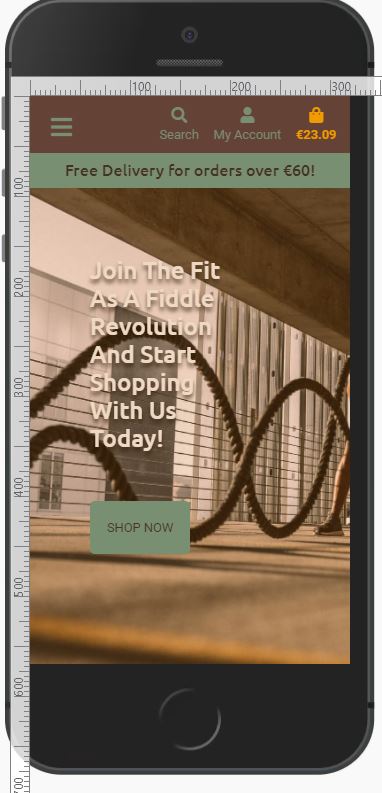 100 200 300
Search My Account €23.09
Free Delivery for orders over €60!
100
200
Join The Fit
As A Fiddle
Revolution
And Start
300
Shopping
With Us
Today!
400
SHOP NOW
500
600
700